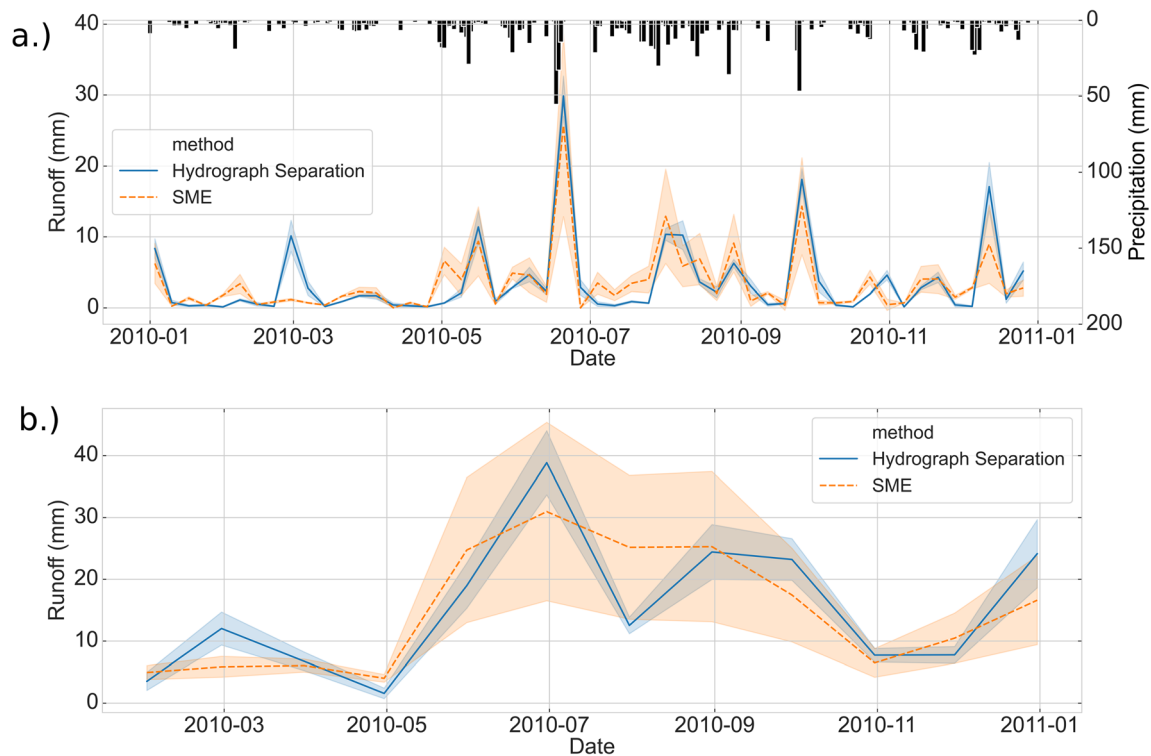 a.)
40
30
20
10
0
Runoff (mm)
0
50
100
150
200
Precipitation (mm)
method
Hydrograph Separation
SME
2010-01 2010-03 2010-05 2010-07 2010-09 2010-11 2011-01
Date
b.)
40
30
20
10
0
Runoff (mm)
method
Hydrograph Separation
SME
2010-03 2010-05 2010-07 2010-09 2010-11 2011-01
Date